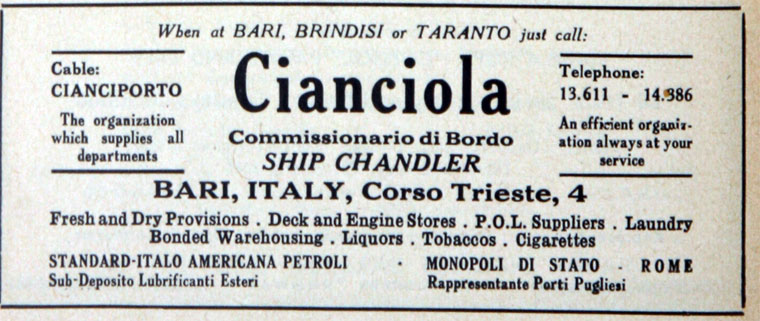 When at BARI, BRINDISI or TARANTO just call:
Cable:
CIANCIPORTO
The organization
which supplies all
departments
Cianciola
Commissionario di Bordo
SHIP CHANDLER
Telephone:
13.611 - 14.386
An efficient organiz-
ation always at your
service
BARI, ITALY, Corso Trieste, 4
Fresh and Dry Provisions . Deck and Engine Stores . P.O.L. Suppliers . Laundry
Bonded Warehousing . Liquors . Tobaccos . Cigarettes
STANDARD-ITALO AMERICANA PETROLI · MONOPOLI DI STATO - ROME
Sub-Deposito Lubrificanti Esteri Rappresentante Porti Pugliesi